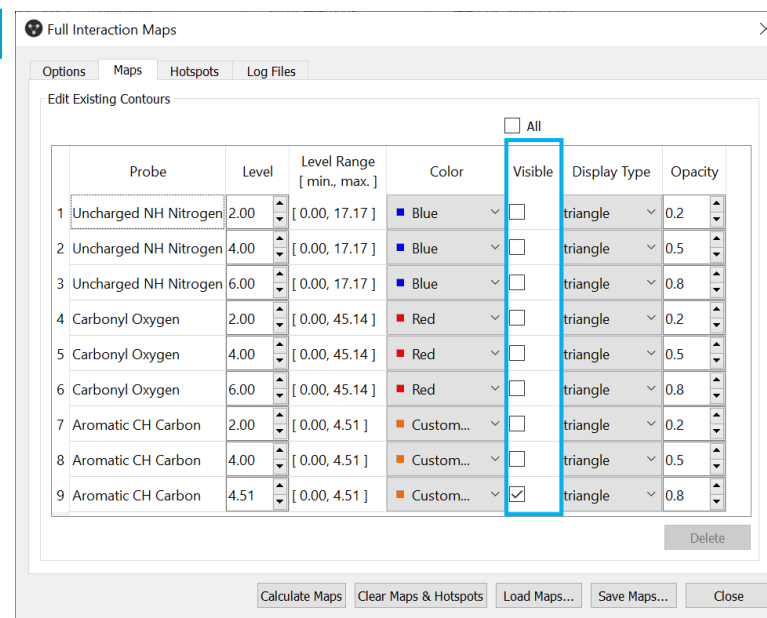 Full Interaction Maps
Options Maps Hotspots Log Files
Edit Existing Contours
All
Probe Level Level Range [ min., max. ] Color Visible Display Type Opacity
1 Uncharged NH Nitrogen 2.00 [ 0.00, 17.17 ] Blue triangle 0.2
2 Uncharged NH Nitrogen 4.00 [ 0.00, 17.17 ] Blue triangle 0.5
3 Uncharged NH Nitrogen 6.00 [ 0.00, 17.17 ] Blue triangle 0.8
4 Carbonyl Oxygen 2.00 [ 0.00, 45.14 ] Red triangle 0.2
5 Carbonyl Oxygen 4.00 [ 0.00, 45.14 ] Red triangle 0.5
6 Carbonyl Oxygen 6.00 [ 0.00, 45.14 ] Red triangle 0.8
7 Aromatic CH Carbon 2.00 [ 0.00, 4.51 ] Custom... triangle 0.2
8 Aromatic CH Carbon 4.00 [ 0.00, 4.51 ] Custom... triangle 0.5
9 Aromatic CH Carbon 4.51 [ 0.00, 4.51 ] Custom... triangle 0.8
Delete
Calculate Maps Clear Maps & Hotspots Load Maps... Save Maps... Close